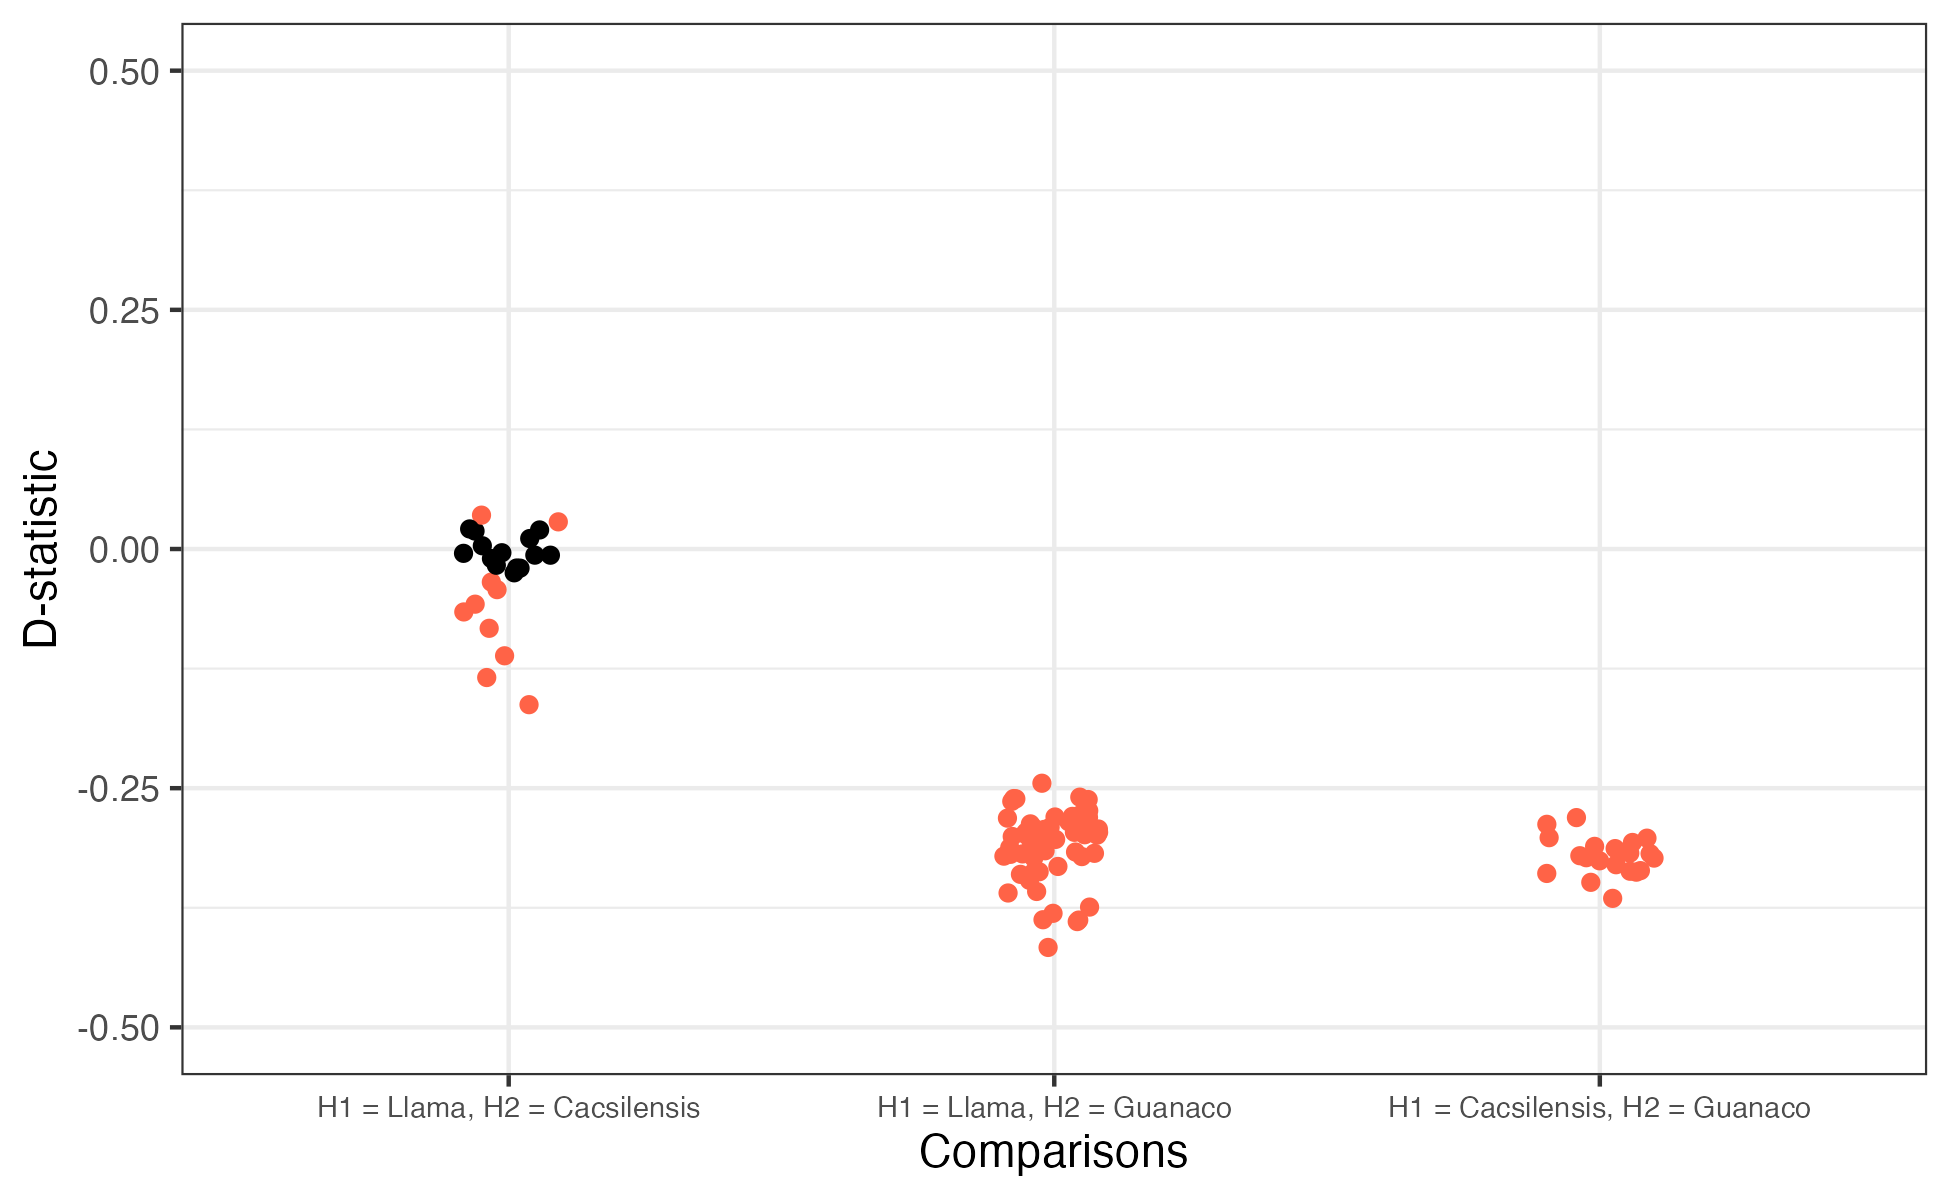 0.50
0.25
0.00
-0.25
-0.50
D-statistic
H1 = Llama, H2 = Cacsilensis
H1 = Llama, H2 = Guanaco
H1 = Cacsilensis, H2 = Guanaco
Comparisons